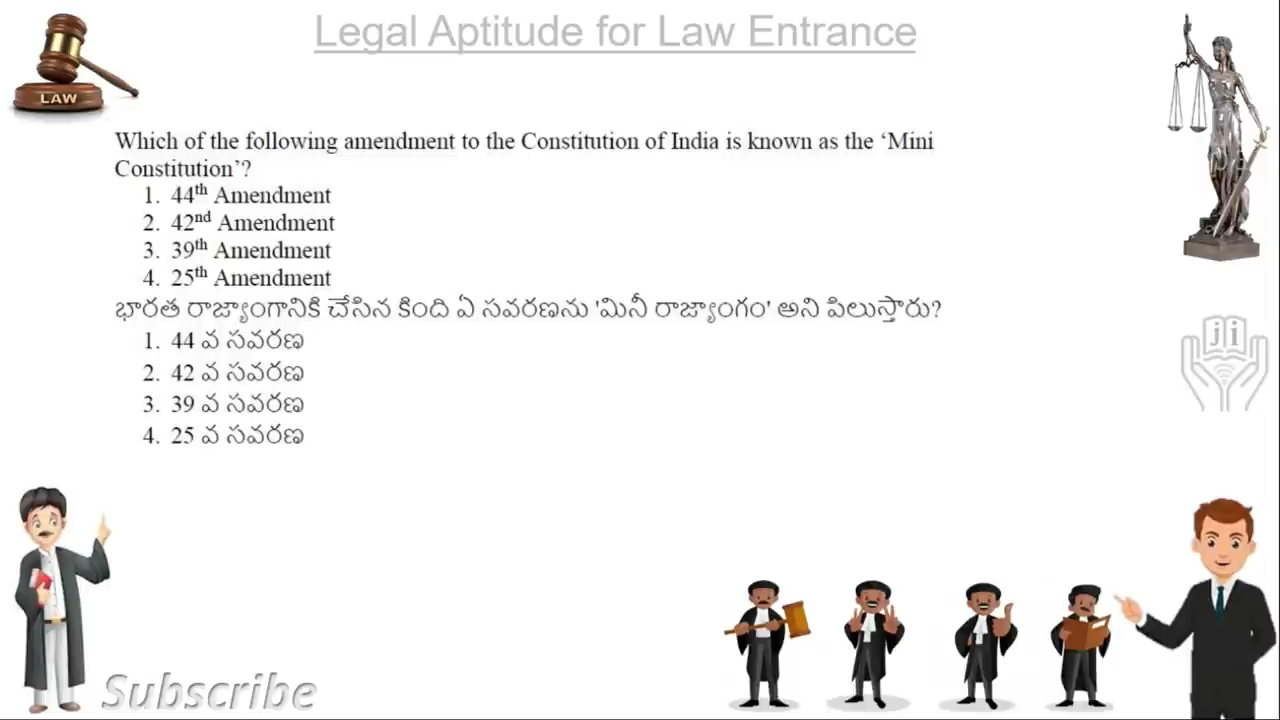 Legal Aptitude for Law Entrance
LAW
Which of the following amendment to the Constitution of India is known as the ‘Mini
Constitution’?
1. 44th Amendment
2. 42nd Amendment
3. 39th Amendment
4. 25th Amendment
భారత రాజ్యాంగానికి చేసిన కింది ఏ సవరణను 'మినీ రాజ్యాంగం' అని పిలుస్తారు?
1. 44 వ సవరణ
2. 42 వ సవరణ
3. 39 వ సవరణ
4. 25 వ సవరణ
ji
Subscribe